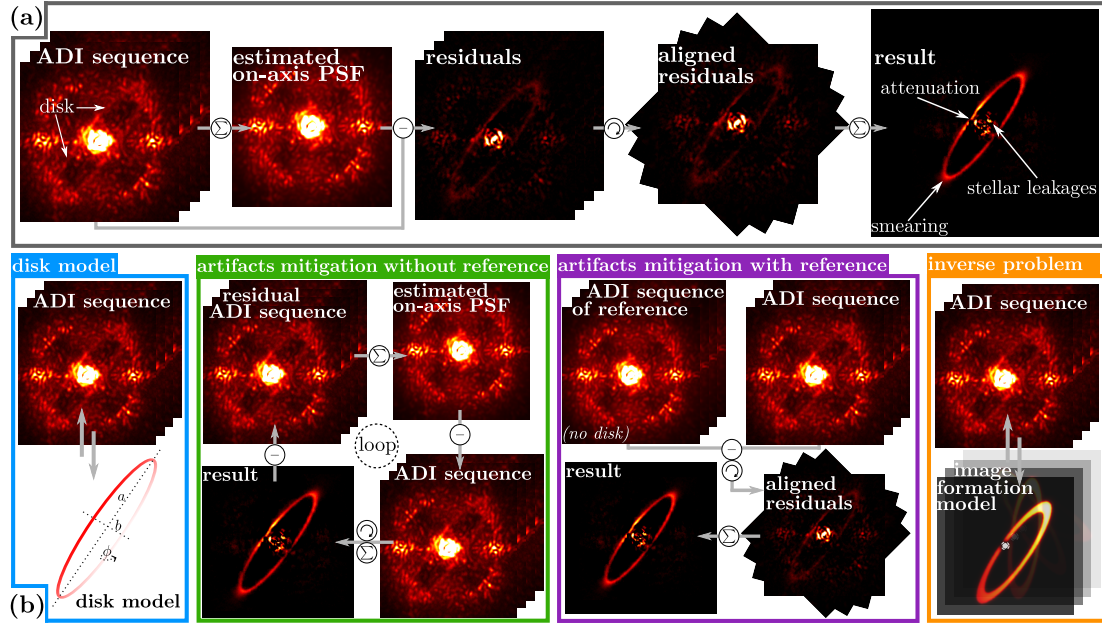 (a)
ADI sequence
disk
Σ
estimated
on-axis PSF
−
residuals
aligned
residuals
Σ
result
attenuation
stellar leakages
smearing
disk model
ADI sequence
a
b
ϕ
disk model
(b)
artifacts mitigation without reference
residual
ADI sequence
Σ
estimated
on-axis PSF
−
loop
−
result
Σ
ADI sequence
artifacts mitigation with reference
ADI sequence
of reference
(no disk)
ADI sequence
−
result
Σ
aligned
residuals
inverse problem
ADI sequence
image
formation
model